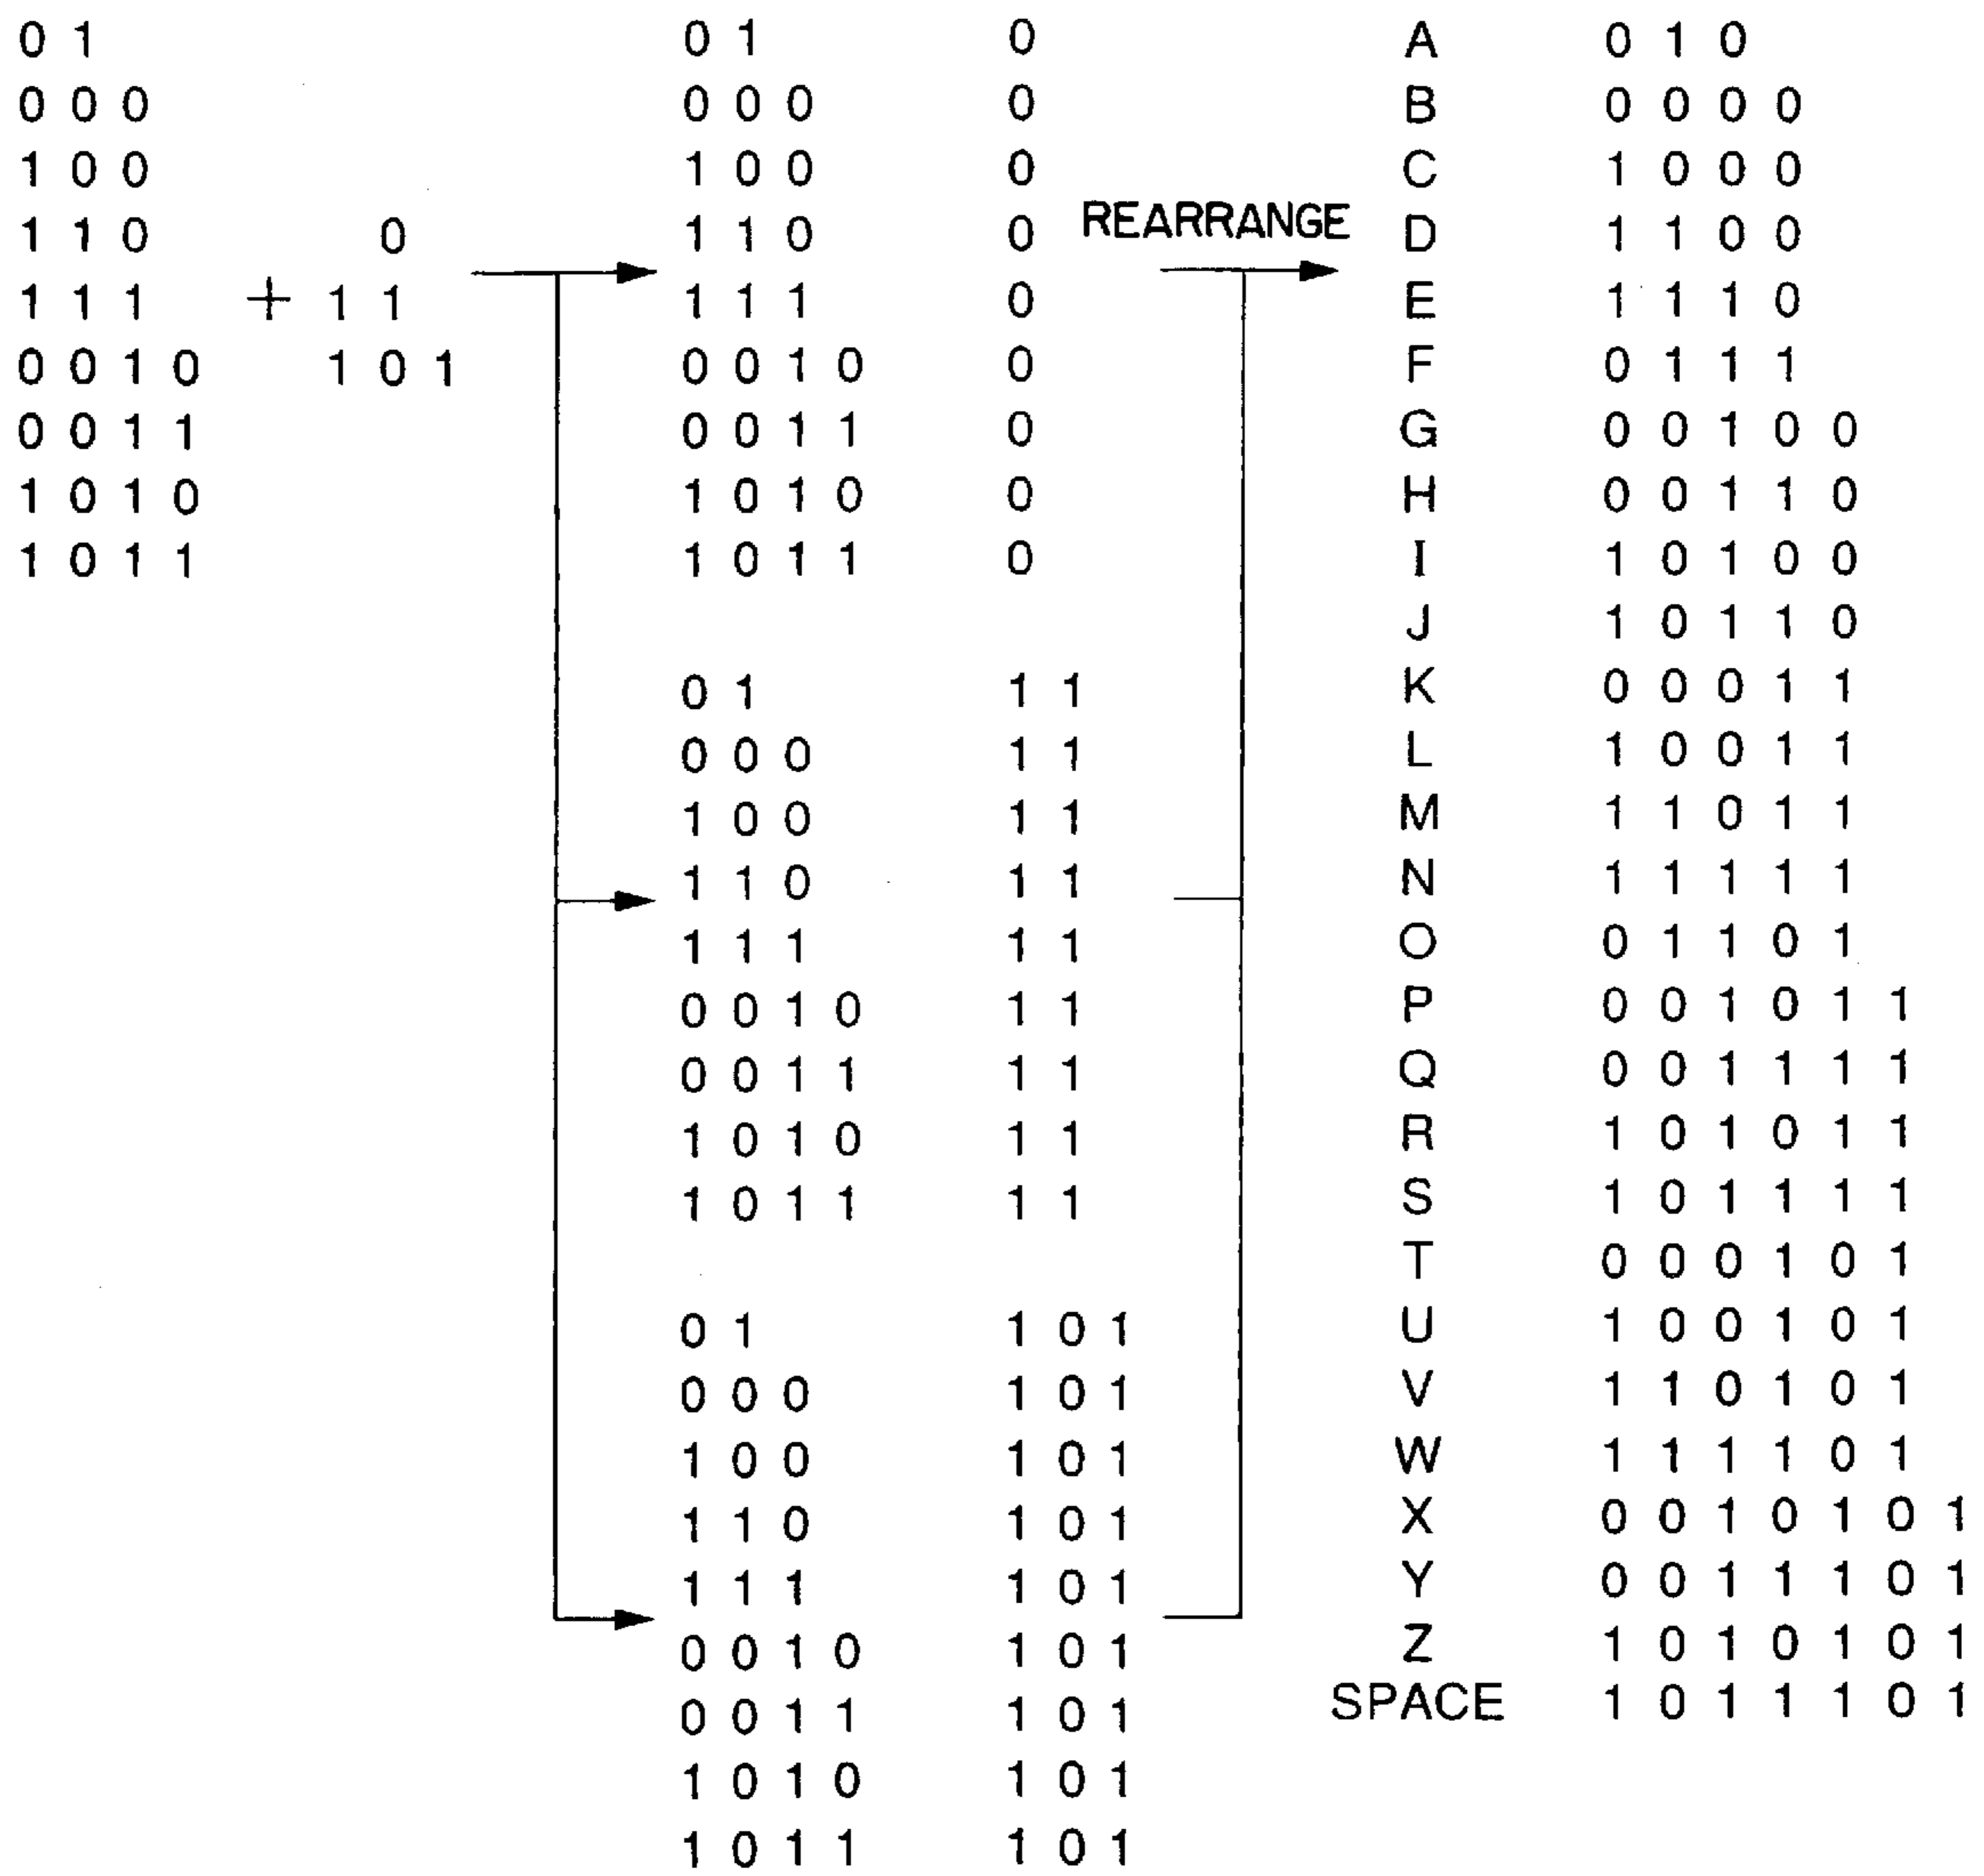 0 1
0 0 0
1 0 0
1 1 0
1 1 1
0 0 1 0
0 0 1 1
1 0 1 0
1 0 1 1
0
+ 1 1
1 0 1
0 1 0
0 0 0 0
1 0 0 0
1 1 0 0
1 1 1 0
0 0 1 0 0
0 0 1 1 0
1 0 1 0 0
1 0 1 1 0
0 1 1 1
0 0 0 1 1
1 0 0 1 1
1 1 0 1 1
1 1 1 1 1
0 0 1 0 1 1
0 0 1 1 1 1
1 0 1 0 1 1
1 0 1 1 1 1
0 1 1 0 1
0 0 0 1 0 1
1 0 0 1 0 1
1 1 0 1 0 1
1 1 1 1 0 1
0 0 1 0 1 0 1
0 0 1 1 1 0 1
1 0 1 0 1 0 1
1 0 1 1 1 0 1
REARRANGE
A 0 1 0
B 0 0 0 0
C 1 0 0 0
D 1 1 0 0
E 1 1 1 0
F 0 1 1 1
G 0 0 1 0 0
H 0 0 1 1 0
I 1 0 1 0 0
J 1 0 1 1 0
K 0 0 0 1 1
L 1 0 0 1 1
M 1 1 0 1 1
N 1 1 1 1 1
O 0 1 1 0 1
P 0 0 1 0 1 1
Q 0 0 1 1 1 1
R 1 0 1 0 1 1
S 1 0 1 1 1 1
T 0 0 0 1 0 1
U 1 0 0 1 0 1
V 1 1 0 1 0 1
W 1 1 1 1 0 1
X 0 0 1 0 1 0 1
Y 0 0 1 1 1 0 1
Z 1 0 1 0 1 0 1
SPACE 1 0 1 1 1 0 1